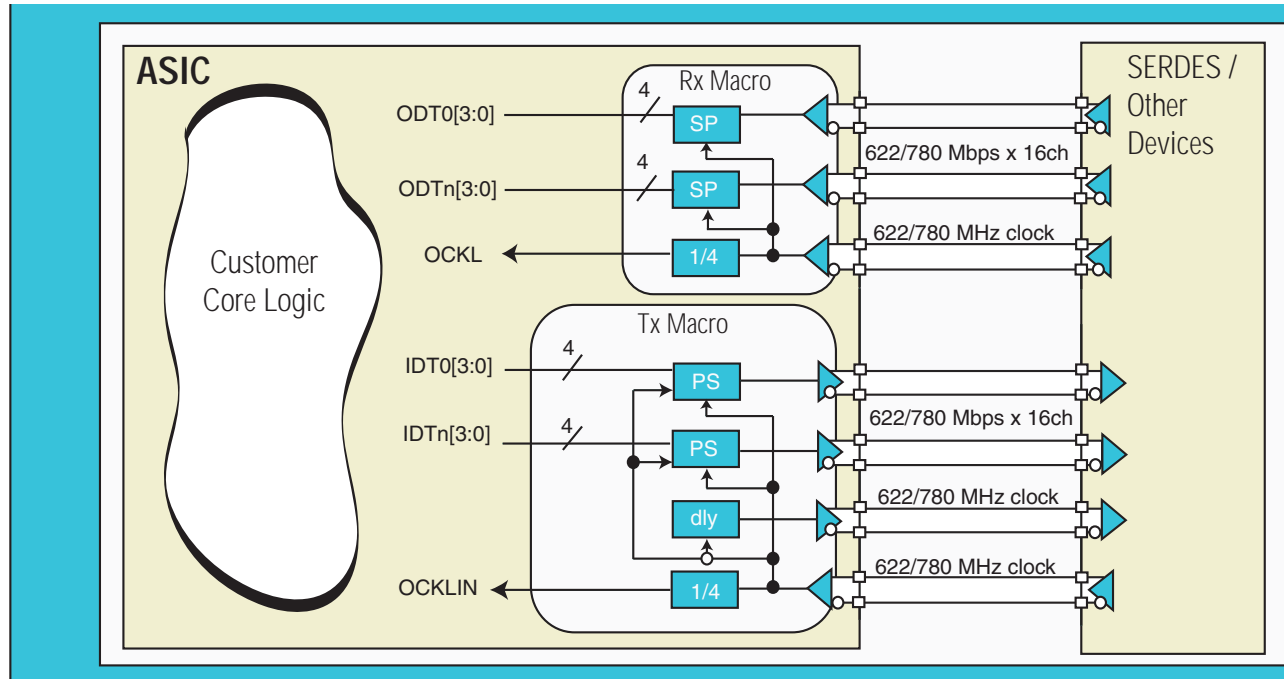 ASIC
Rx Macro
SERDES /
Other
Devices
ODT0[3:0]
4
SP
622/780 Mbps x 16ch
ODTn[3:0]
4
SP
622/780 MHz clock
OCKL
1/4
Customer
Core Logic
Tx Macro
IDT0[3:0]
4
PS
622/780 Mbps x 16ch
IDTn[3:0]
4
PS
622/780 MHz clock
dly
622/780 MHz clock
OCKLIN
1/4